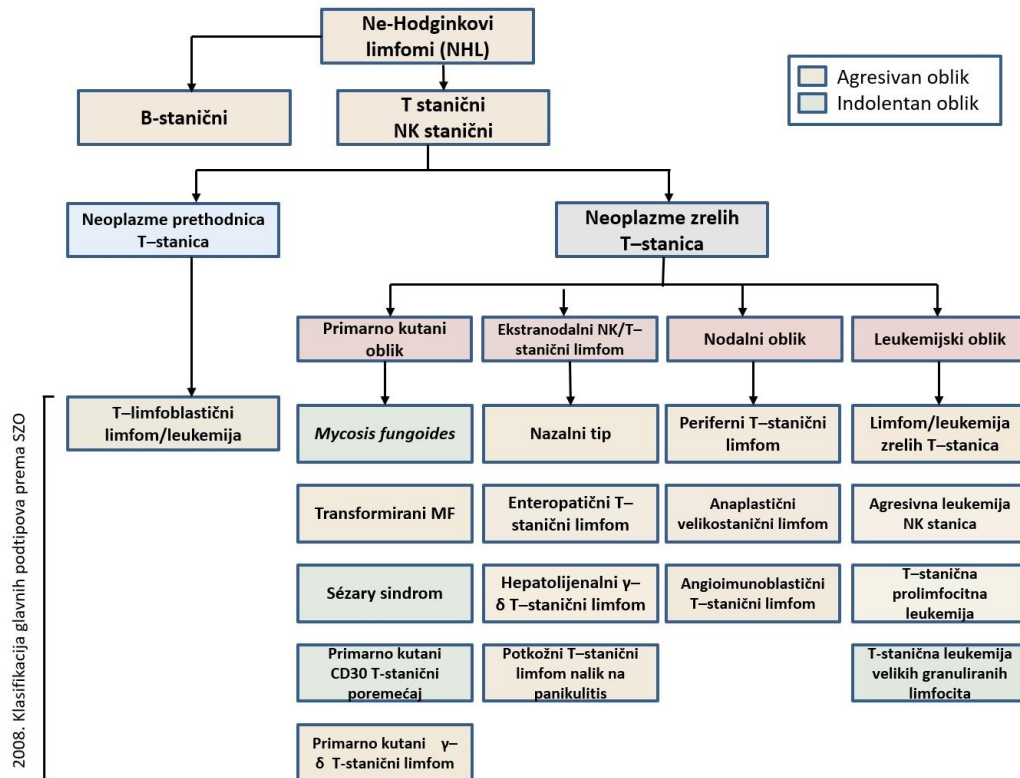 Ne-Hodginkovi
limfomi (NHL)
Agresivan oblik
Indolentan oblik
B-stanični
T stanični
NK stanični
Neoplazme prethodnica
T–stanica
Neoplazme zrelih
T–stanica
Primarno kutani
oblik
Ekstranodalni NK/T–
stanični limfom
Nodalni oblik
Leukemijski oblik
2008. Klasifikacija glavnih podtipova prema SZO
T–limfoblastični
limfom/leukemija
Mycosis fungoides
Nazalni tip
Periferni T–stanični
limfom
Limfom/leukemija
zrelih T–stanica
Transformirani MF
Enteropatični T–
stanični limfom
Anaplastični
velikostanični limfom
Agresivna leukemija
NK stanica
Sézary sindrom
Hepatolijenalni γ–
δ T–stanični limfom
Angioimunoblastični
T–stanični limfom
T–stanična
prolimfocitna
leukemija
Primarno kutani
CD30 T-stanični
poremećaj
Potkožni T–stanični
limfom nalik na
panikulitis
T-stanična leukemija
velikih granuliranih
limfocita
Primarno kutani γ–
δ T-stanični limfom